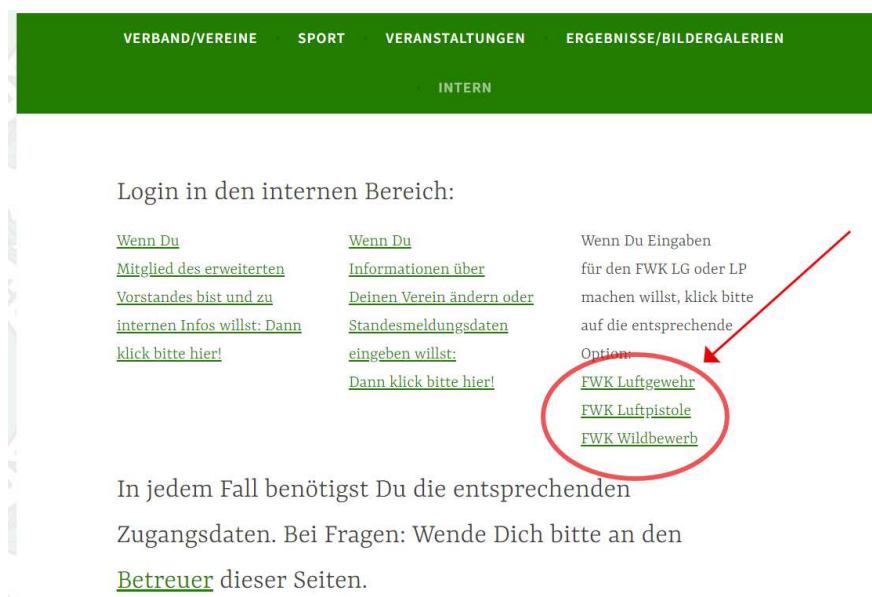 VERBAND/VEREINE · SPORT · VERANSTALTUNGEN · ERGEBNISSE/BILDERGALERIEN
· INTERN
Login in den internen Bereich:
Wenn Du
Mitglied des erweiterten
Vorstandes bist und zu
internen Infos willst: Dann
klick bitte hier!
Wenn Du
Informationen über
Deinen Verein ändern oder
Standesmeldungsdaten
eingeben willst:
Dann klick bitte hier!
Wenn Du Eingaben
für den FWK LG oder LP
machen willst, klick bitte
auf die entsprechende
Option:
FWK Luftgewehr
FWK Luftpistole
FWK Wildbewerb
In jedem Fall benötigst Du die entsprechenden
Zugangsdaten. Bei Fragen: Wende Dich bitte an den
Betreuer dieser Seiten.